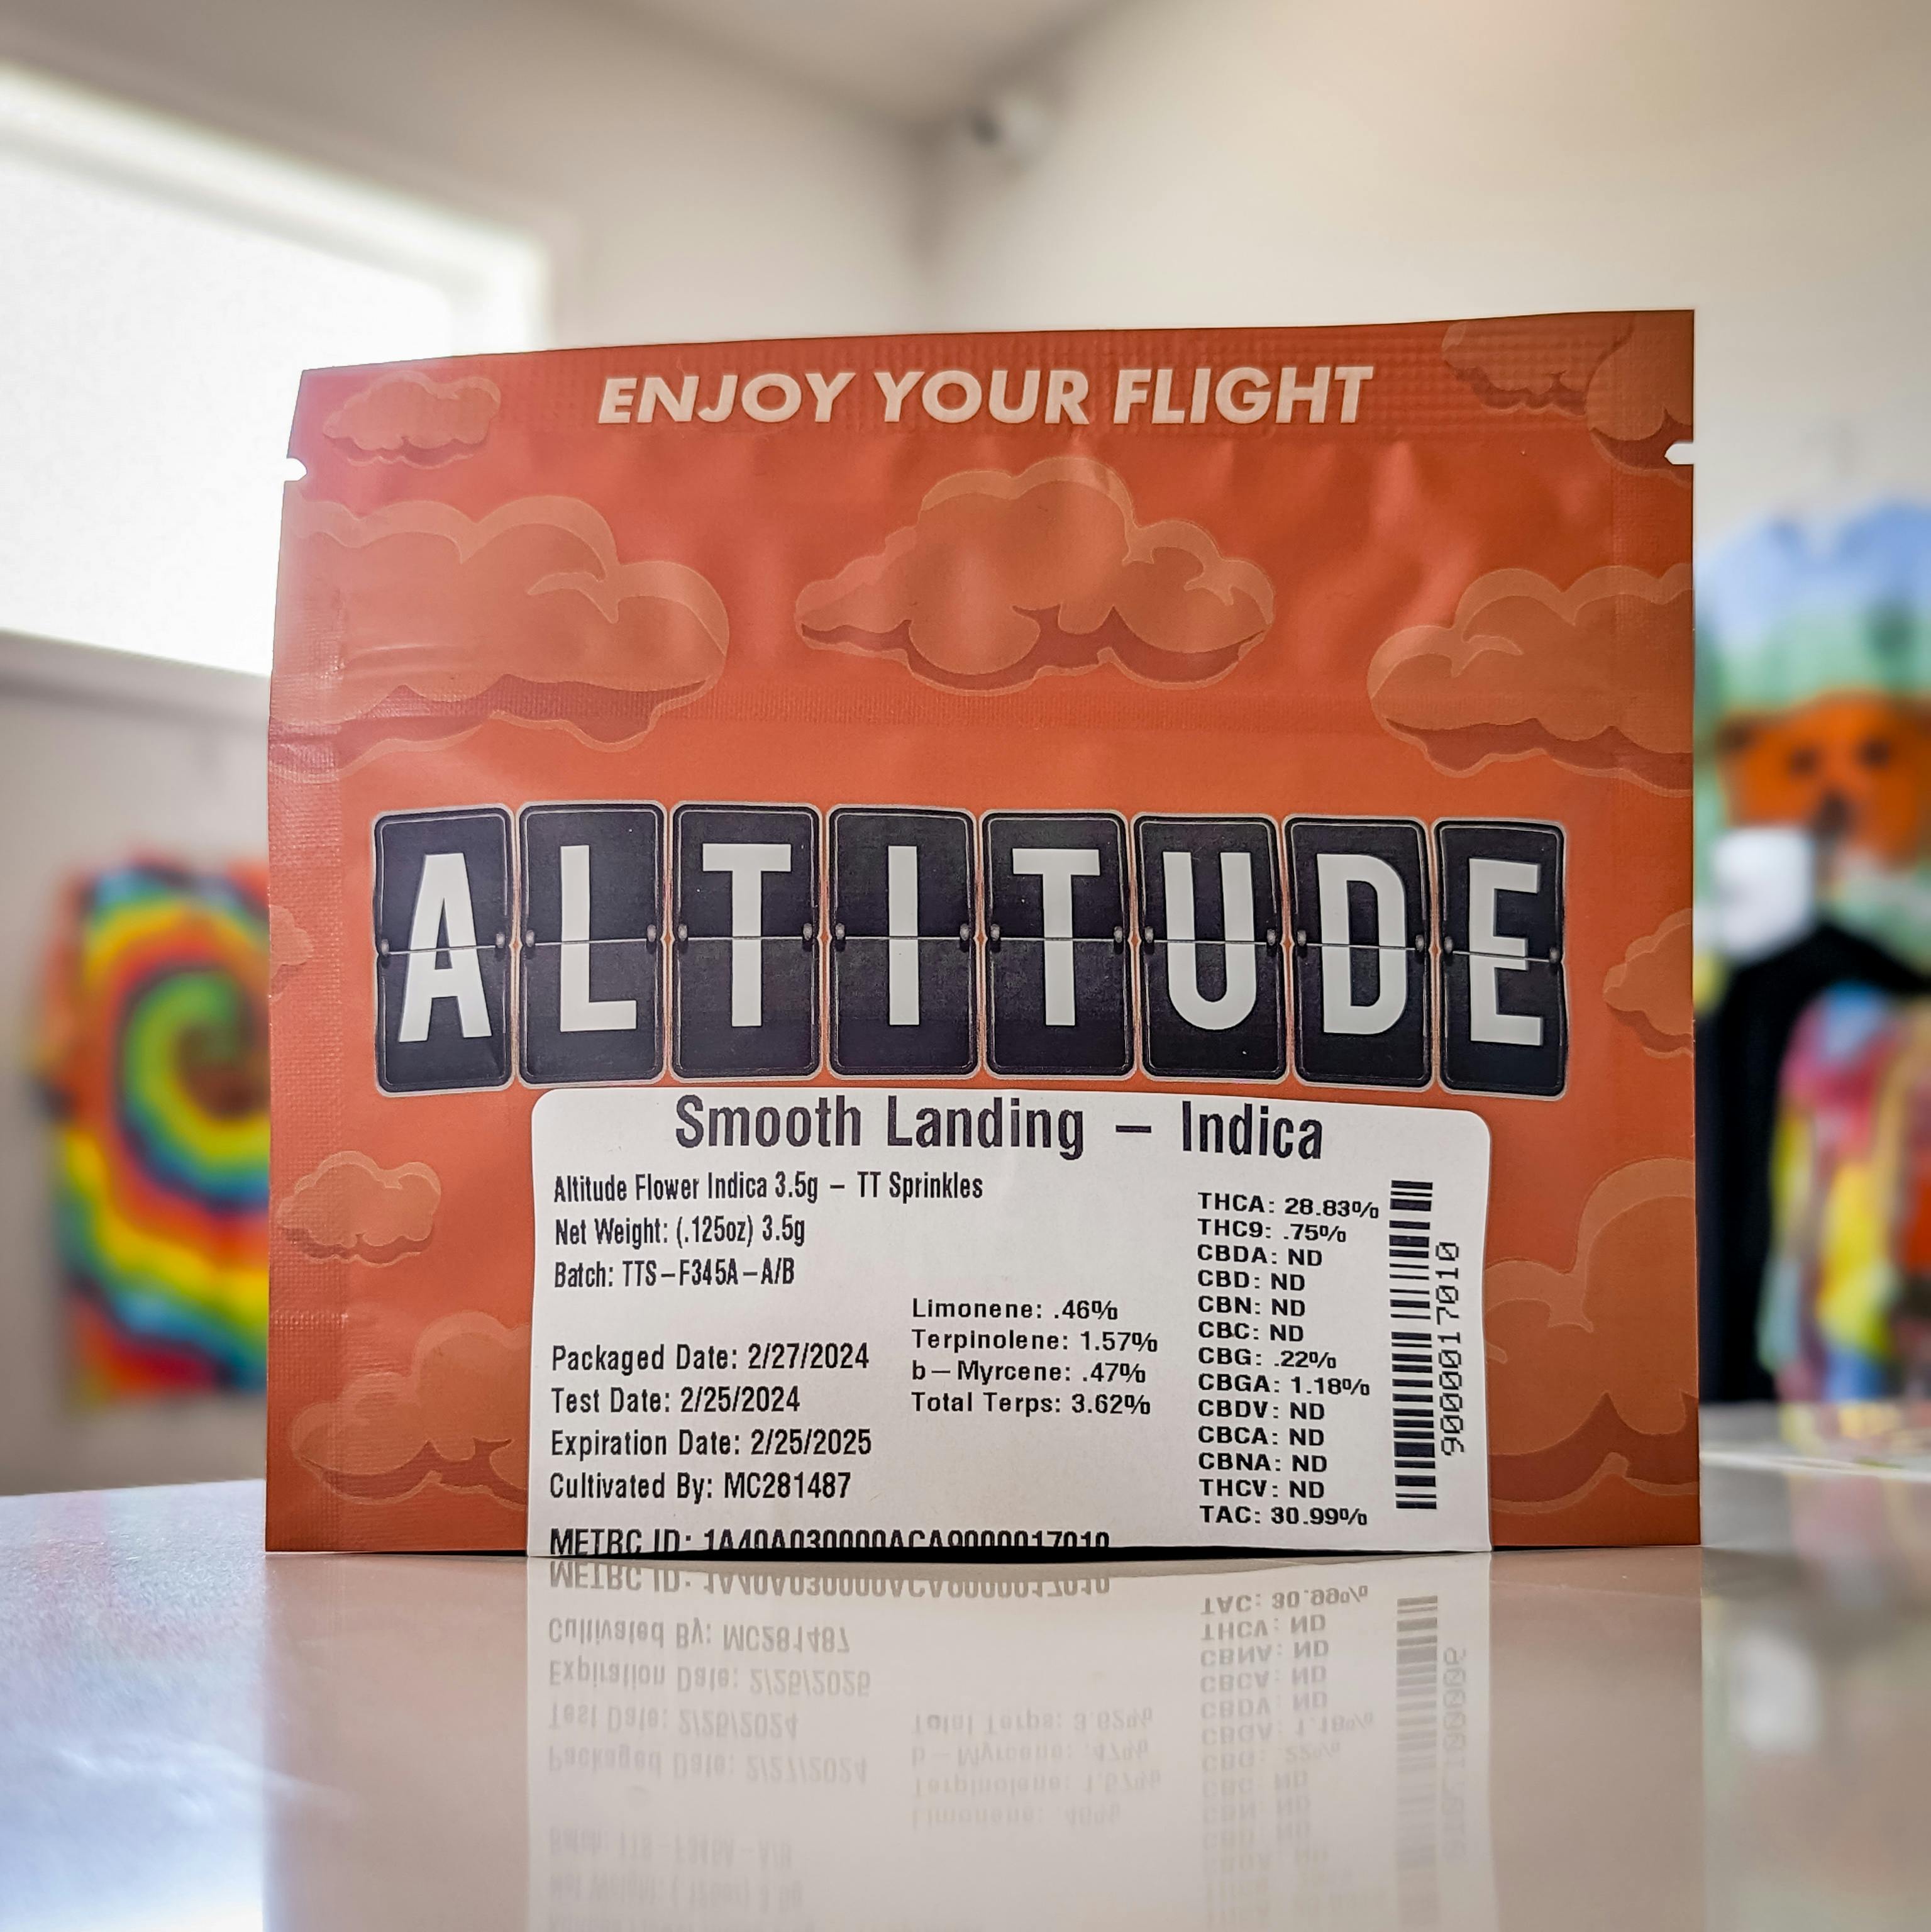 ENJOY YOUR FLIGHT
ALTITUDE
Smooth Landing – Indica
Altitude Flower Indica 3.5g – TT Sprinkles
Net Weight: (.125oz) 3.5g
Batch: TTS–F345A–A/B
Packaged Date: 2/27/2024
Test Date: 2/25/2024
Expiration Date: 2/25/2025
Cultivated By: MC281487
METRC ID: 1A40A030000ACA9000017010
Limonene: .46%
Terpinolene: 1.57%
b–Myrcene: .47%
Total Terps: 3.62%
THCA: 28.83%
THC9: .75%
CBDA: ND
CBD: ND
CBN: ND
CBC: ND
CBG: .22%
CBGA: 1.18%
CBDV: ND
CBCA: ND
CBNA: ND
THCV: ND
TAC: 30.99%
9000017010